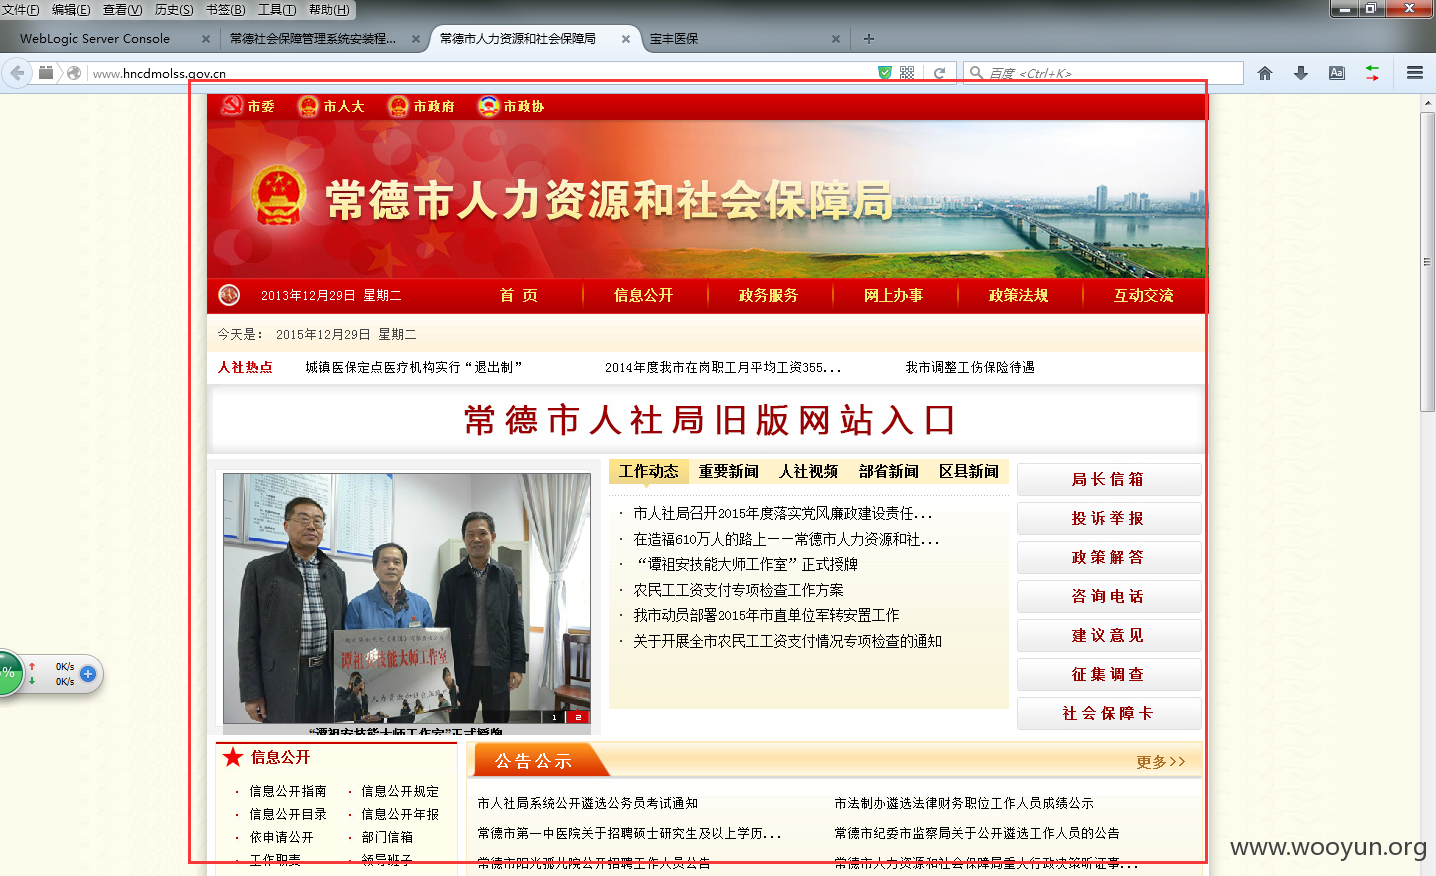 文件(F) 编辑(E) 查看(V) 历史(S) 书签(B) 工具(T) 帮助(H)
WebLogic Server Console
常德社会保障管理系统安装程...
常德市人力资源和社会保障局
宝丰医保
www.hncdmolss.gov.cn
百度 <Ctrl+K>
市委 市人大 市政府 市政协
常德市人力资源和社会保障局
2013年12月29日 星期二
首 页 信息公开 政务服务 网上办事 政策法规 互动交流
今天是： 2015年12月29日 星期二
人社热点 城镇医保定点医疗机构实行“退出制” 2014年度我市在岗职工月平均工资355... 我市调整工伤保险待遇
常德市人社局旧版网站入口
谭祖安技能大师工作室
1 2
“谭祖安技能大师工作室”正式授牌
工作动态 重要新闻 人社视频 部省新闻 区县新闻
· 市人社局召开2015年度落实党风廉政建设责任...
· 在造福610万人的路上——常德市人力资源和社...
· “谭祖安技能大师工作室”正式授牌
· 农民工工资支付专项检查工作方案
· 我市动员部署2015年市直单位军转安置工作
· 关于开展全市农民工工资支付情况专项检查的通知
局长信箱
投诉举报
政策解答
咨询电话
建议意见
征集调查
社会保障卡
0K/s
0K/s
信息公开
· 信息公开指南 · 信息公开规定
· 信息公开目录 · 信息公开年报
· 依申请公开 · 部门信箱
· 工作职责 · 领导班子
公告公示
更多>>
市人社局系统公开遴选公务员考试通知
市法制办遴选法律财务职位工作人员成绩公示
常德市第一中医院关于招聘硕士研究生及以上学历...
常德市纪委市监察局关于公开遴选工作人员的公告
常德市阳光孤儿院公开招聘工作人员公告
常德市人力资源和社会保障局重大行政决策听证事...
www.wooyun.org